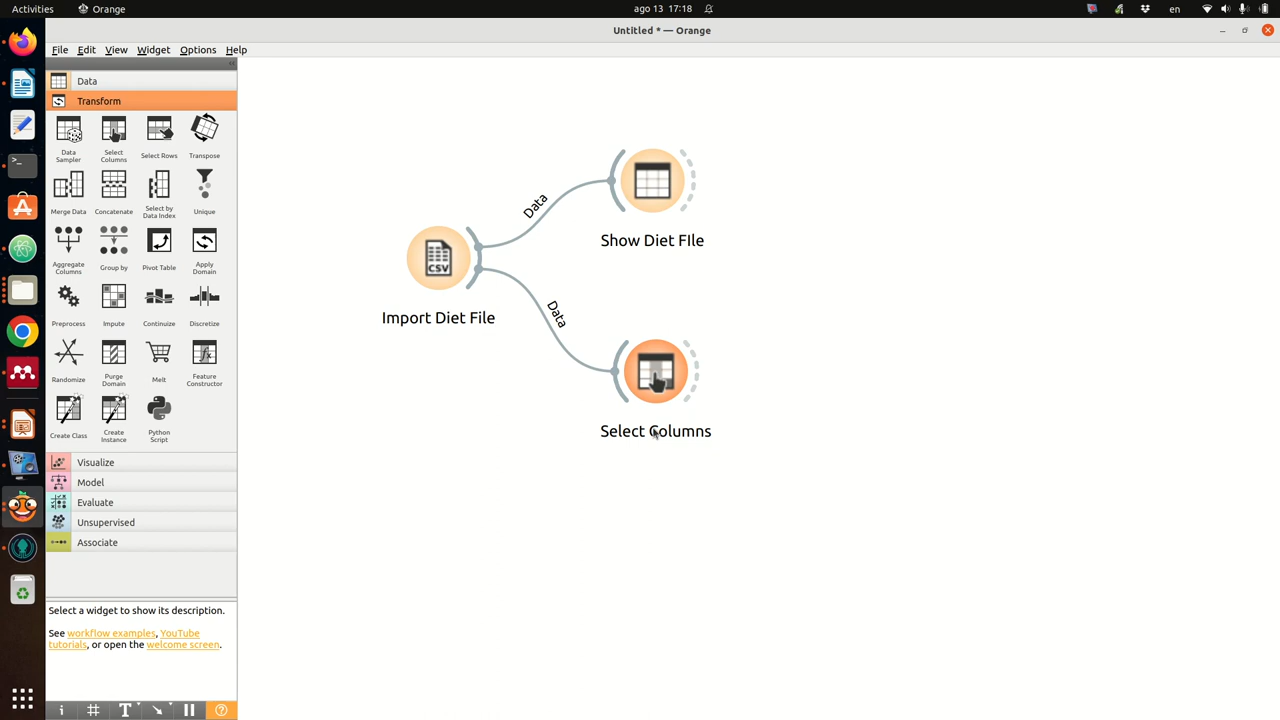 Activities
Orange
ago 13 17:18
en
Untitled * — Orange
File Edit View Widget Options Help
Data
Transform
Data Sampler
Select Columns
Select Rows
Transpose
Merge Data
Concatenate
Select by Data Index
Unique
Aggregate Columns
Group by
Pivot Table
Apply Domain
Preprocess
Impute
Continuize
Discretize
Randomize
Purge Domain
Melt
Feature Constructor
Create Class
Create Instance
Python Script
Visualize
Model
Evaluate
Unsupervised
Associate
Select a widget to show its description.
See workflow examples, YouTube
tutorials, or open the welcome screen.
Data
Show Diet FIle
CSV
Import Diet File
Data
Select Columns